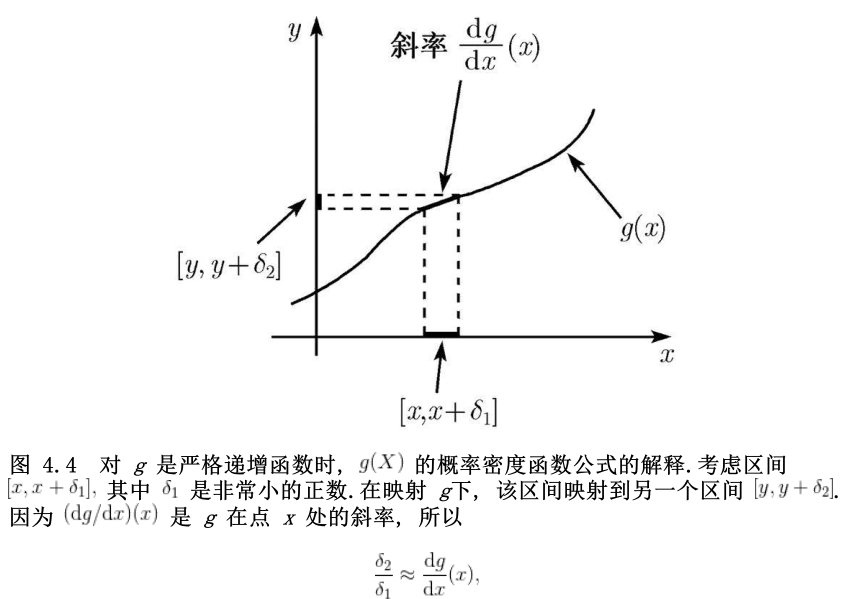 y
斜率 dg/dx (x)
g(x)
[y, y+δ₂]
x
[x,x+δ₁]
图 4.4 对 g 是严格递增函数时, g(X) 的概率密度函数公式的解释.考虑区间
[x, x + δ₁], 其中 δ₁ 是非常小的正数.在映射 g下, 该区间映射到另一个区间 [y, y + δ₂].
因为 (dg/dx)(x) 是 g 在点 x 处的斜率, 所以
δ₂/δ₁ ≈ dg/dx (x),